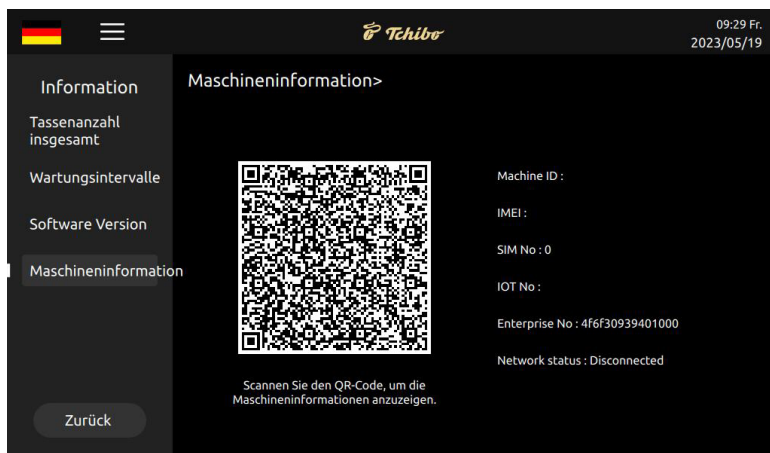 Tchibo
09:29 Fr.
2023/05/19
Information
Tassenanzahl
insgesamt
Wartungsintervalle
Software Version
Maschineninformation
Zurück
Maschineninformation>
Scannen Sie den QR-Code, um die
Maschineninformationen anzuzeigen.
Machine ID :
IMEI :
SIM No : 0
IOT No :
Enterprise No : 4f6f30939401000
Network status : Disconnected